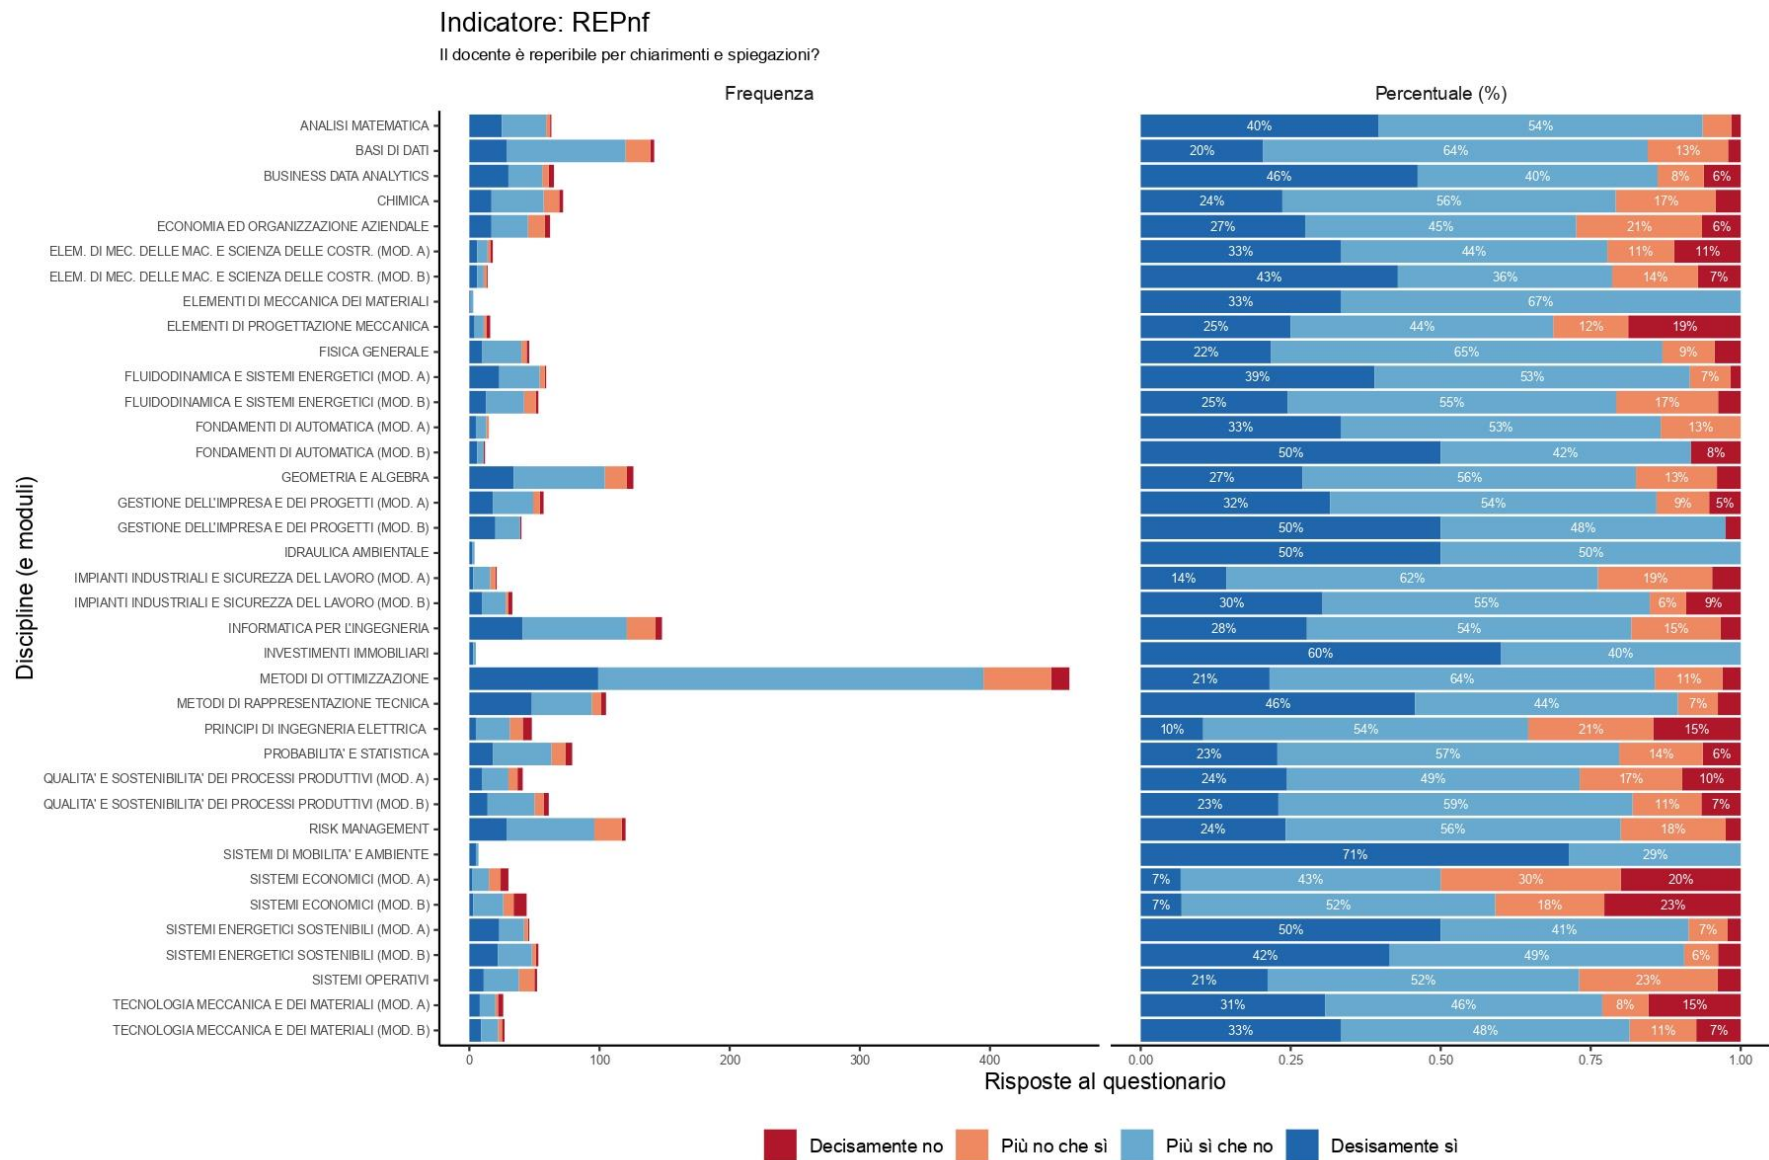 Indicatore: REPnf
Il docente è reperibile per chiarimenti e spiegazioni?
Frequenza
Percentuale (%)
Discipline (e moduli)
ANALISI MATEMATICA 40% 54%
BASI DI DATI 20% 64% 13%
BUSINESS DATA ANALYTICS 46% 40% 8% 6%
CHIMICA 24% 56% 17%
ECONOMIA ED ORGANIZZAZIONE AZIENDALE 27% 45% 21% 6%
ELEM. DI MEC. DELLE MAC. E SCIENZA DELLE COSTR. (MOD. A) 33% 44% 11% 11%
ELEM. DI MEC. DELLE MAC. E SCIENZA DELLE COSTR. (MOD. B) 43% 36% 14% 7%
ELEMENTI DI MECCANICA DEI MATERIALI 33% 67%
ELEMENTI DI PROGETTAZIONE MECCANICA 25% 44% 12% 19%
FISICA GENERALE 22% 65% 9%
FLUIDODINAMICA E SISTEMI ENERGETICI (MOD. A) 39% 53% 7%
FLUIDODINAMICA E SISTEMI ENERGETICI (MOD. B) 25% 55% 17%
FONDAMENTI DI AUTOMATICA (MOD. A) 33% 53% 13%
FONDAMENTI DI AUTOMATICA (MOD. B) 50% 42% 8%
GEOMETRIA E ALGEBRA 27% 56% 13%
GESTIONE DELL'IMPRESA E DEI PROGETTI (MOD. A) 32% 54% 9% 5%
GESTIONE DELL'IMPRESA E DEI PROGETTI (MOD. B) 50% 48%
IDRAULICA AMBIENTALE 50% 50%
IMPIANTI INDUSTRIALI E SICUREZZA DEL LAVORO (MOD. A) 14% 62% 19%
IMPIANTI INDUSTRIALI E SICUREZZA DEL LAVORO (MOD. B) 30% 55% 6% 9%
INFORMATICA PER L'INGEGNERIA 28% 54% 15%
INVESTIMENTI IMMOBILIARI 60% 40%
METODI DI OTTIMIZZAZIONE 21% 64% 11%
METODI DI RAPPRESENTAZIONE TECNICA 46% 44% 7%
PRINCIPI DI INGEGNERIA ELETTRICA 10% 54% 21% 15%
PROBABILITA' E STATISTICA 23% 57% 14% 6%
QUALITA' E SOSTENIBILITA' DEI PROCESSI PRODUTTIVI (MOD. A) 24% 49% 17% 10%
QUALITA' E SOSTENIBILITA' DEI PROCESSI PRODUTTIVI (MOD. B) 23% 59% 11% 7%
RISK MANAGEMENT 24% 56% 18%
SISTEMI DI MOBILITA' E AMBIENTE 71% 29%
SISTEMI ECONOMICI (MOD. A) 7% 43% 30% 20%
SISTEMI ECONOMICI (MOD. B) 7% 52% 18% 23%
SISTEMI ENERGETICI SOSTENIBILI (MOD. A) 50% 41% 7%
SISTEMI ENERGETICI SOSTENIBILI (MOD. B) 42% 49% 6%
SISTEMI OPERATIVI 21% 52% 23%
TECNOLOGIA MECCANICA E DEI MATERIALI (MOD. A) 31% 46% 8% 15%
TECNOLOGIA MECCANICA E DEI MATERIALI (MOD. B) 33% 48% 11% 7%
0 100 200 300 400 0.00 0.25 0.50 0.75 1.00
Risposte al questionario
Decisamente no Più no che sì Più sì che no Desisamente sì